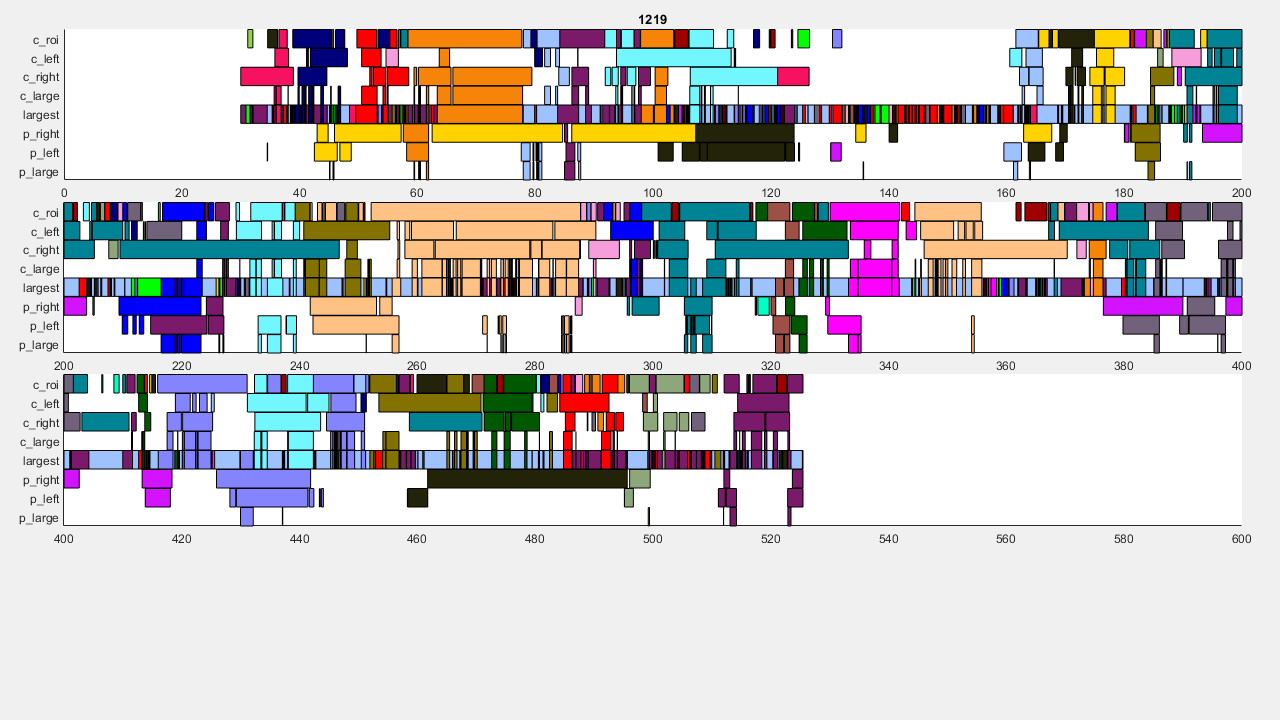 1219
c_roi
c_left
c_right
c_large
largest
p_right
p_left
p_large
0 20 40 60 80 100 120 140 160 180 200
c_roi
c_left
c_right
c_large
largest
p_right
p_left
p_large
200 220 240 260 280 300 320 340 360 380 400
c_roi
c_left
c_right
c_large
largest
p_right
p_left
p_large
400 420 440 460 480 500 520 540 560 580 600